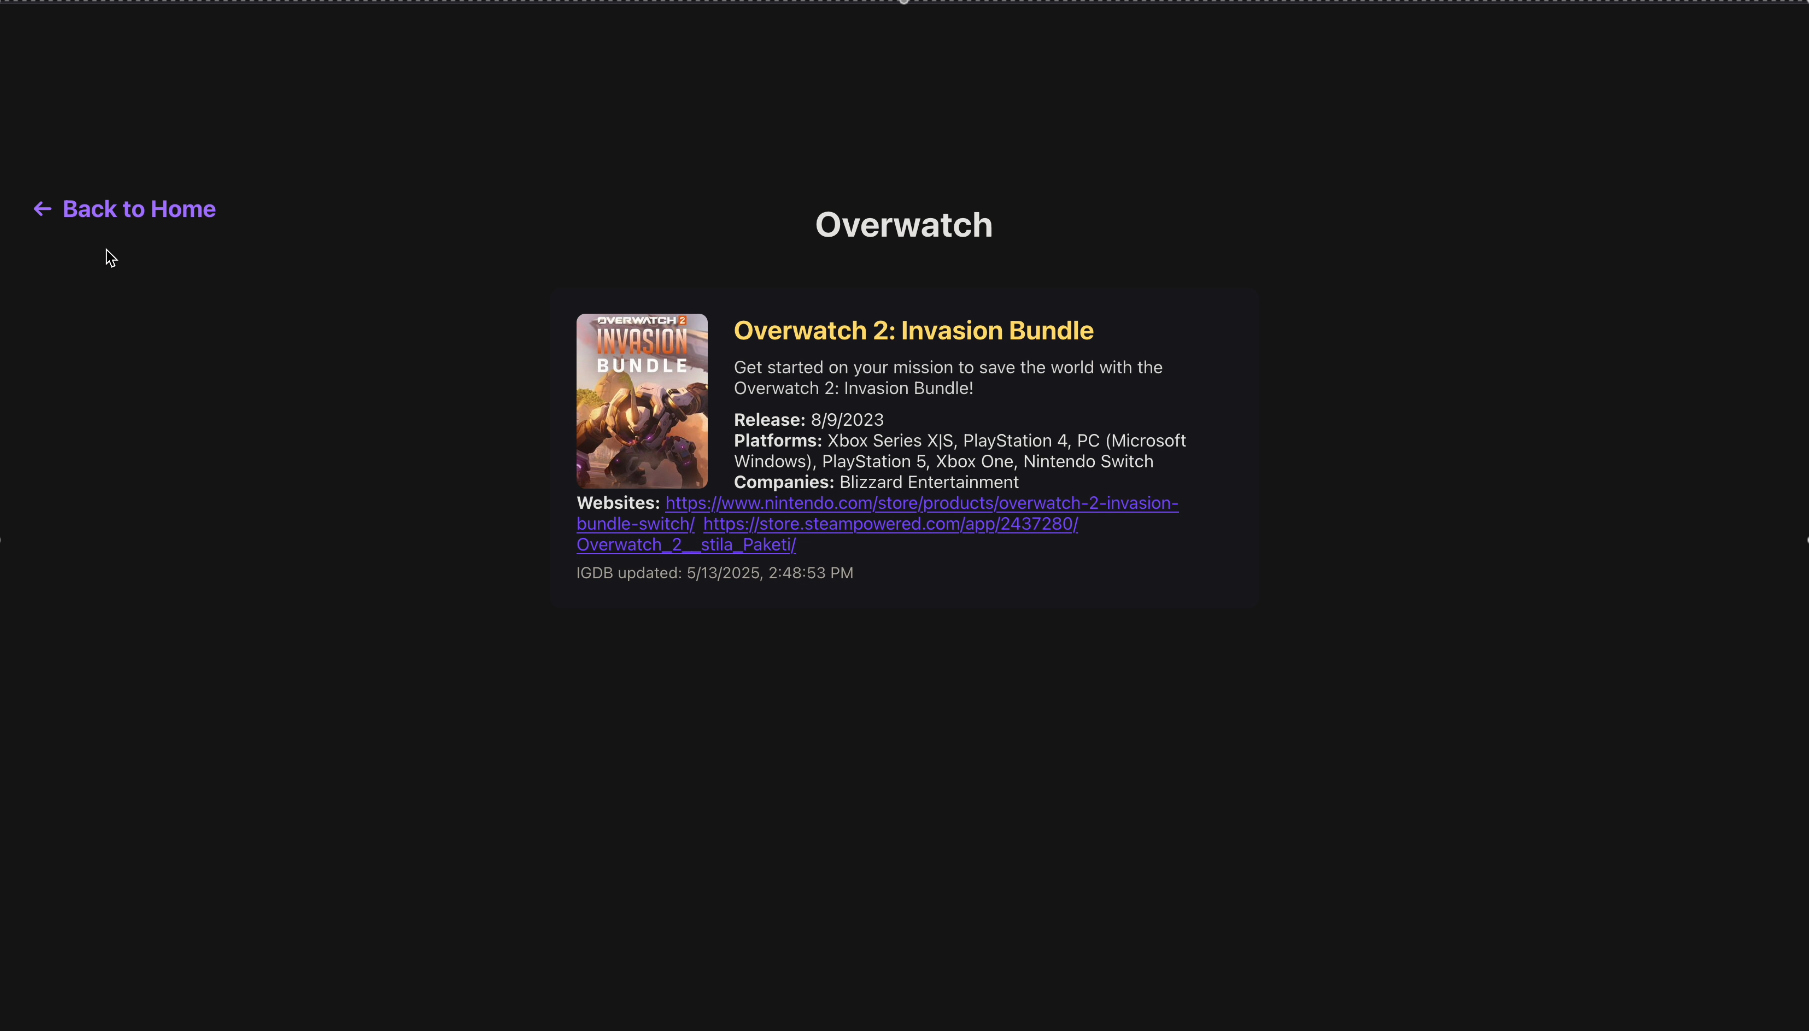 ← Back to Home
Overwatch
OVERWATCH 2
INVASION
BUNDLE
Overwatch 2: Invasion Bundle
Get started on your mission to save the world with the
Overwatch 2: Invasion Bundle!
Release: 8/9/2023
Platforms: Xbox Series X|S, PlayStation 4, PC (Microsoft
Windows), PlayStation 5, Xbox One, Nintendo Switch
Companies: Blizzard Entertainment
Websites: https://www.nintendo.com/store/products/overwatch-2-invasion-
bundle-switch/ https://store.steampowered.com/app/2437280/
Overwatch_2__stila_Paketi/
IGDB updated: 5/13/2025, 2:48:53 PM